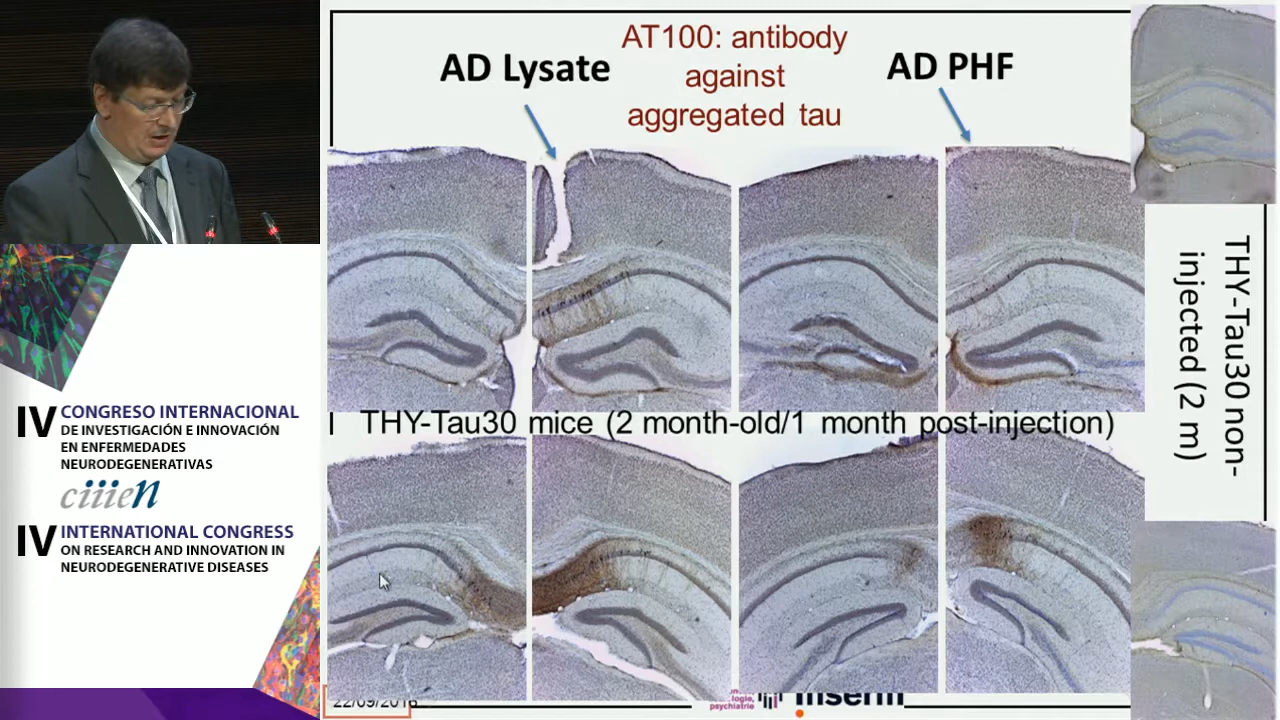 AD Lysate
AT100: antibody
against
aggregated tau
AD PHF
THY-Tau30 mice (2 month-old/1 month post-injection)
THY-Tau30 non-
injected (2 m)
IV CONGRESO INTERNACIONAL
DE INVESTIGACIÓN E INNOVACIÓN
EN ENFERMEDADES
NEURODEGENERATIVAS
ciiien
IV INTERNATIONAL CONGRESS
ON RESEARCH AND INNOVATION IN
NEURODEGENERATIVE DISEASES
22/09/2016
psychiatrie
Inserm